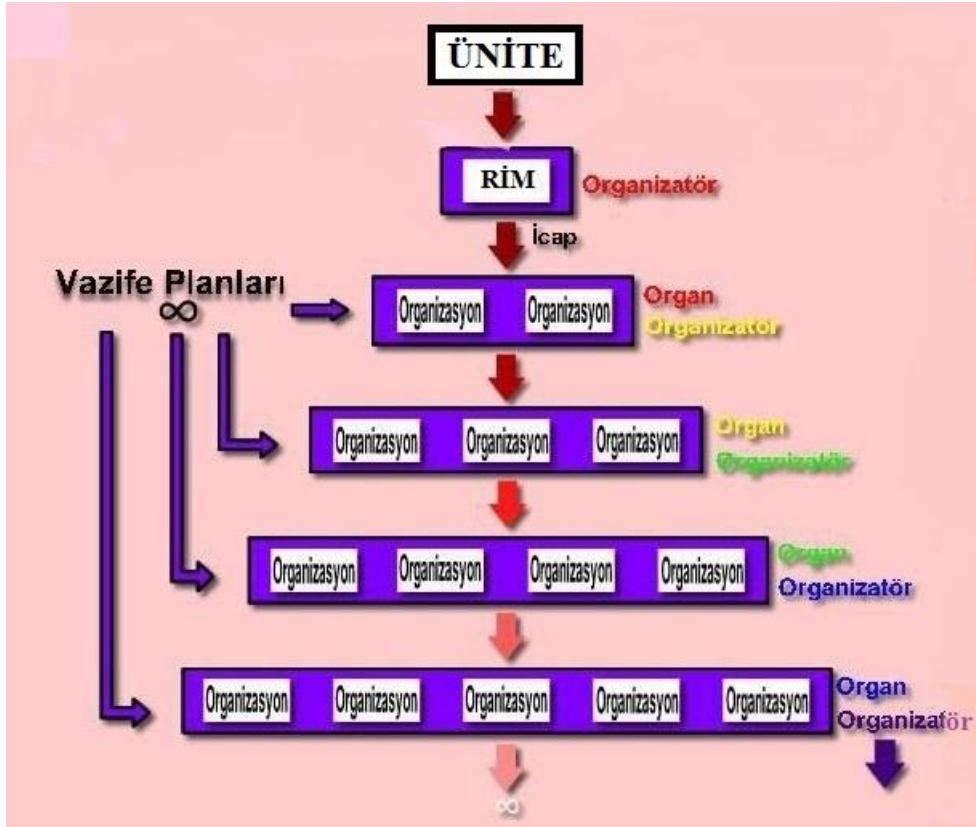 ÜNİTE
RİM
Organizatör
İcap
Vazife Planları
∞
Organizasyon Organizasyon
Organ
Organizatör
Organizasyon Organizasyon Organizasyon
Organ
Organizatör
Organizasyon Organizasyon Organizasyon Organizasyon
Organ
Organizatör
Organizasyon Organizasyon Organizasyon Organizasyon Organizasyon
Organ
Organizatör
∞